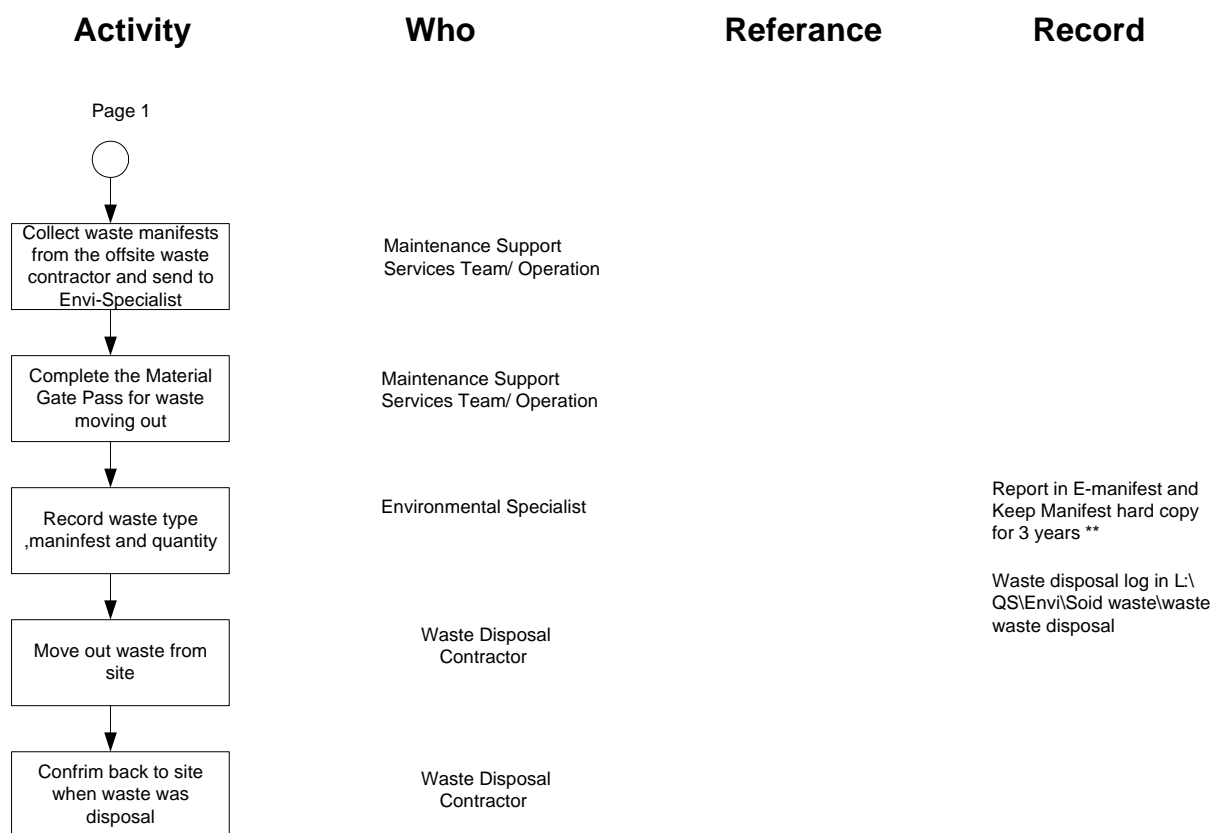 Activity
Who
Referance
Record
Page 1
Collect waste manifests
from the offsite waste
contractor and send to
Envi-Specialist
Maintenance Support
Services Team/ Operation
Complete the Material
Gate Pass for waste
moving out
Maintenance Support
Services Team/ Operation
Record waste type
,maninfest and quantity
Environmental Specialist
Report in E-manifest and
Keep Manifest hard copy
for 3 years **
Waste disposal log in L:\
QS\Envi\Soid waste\waste
waste disposal
Move out waste from
site
Waste Disposal
Contractor
Confrim back to site
when waste was
disposal
Waste Disposal
Contractor